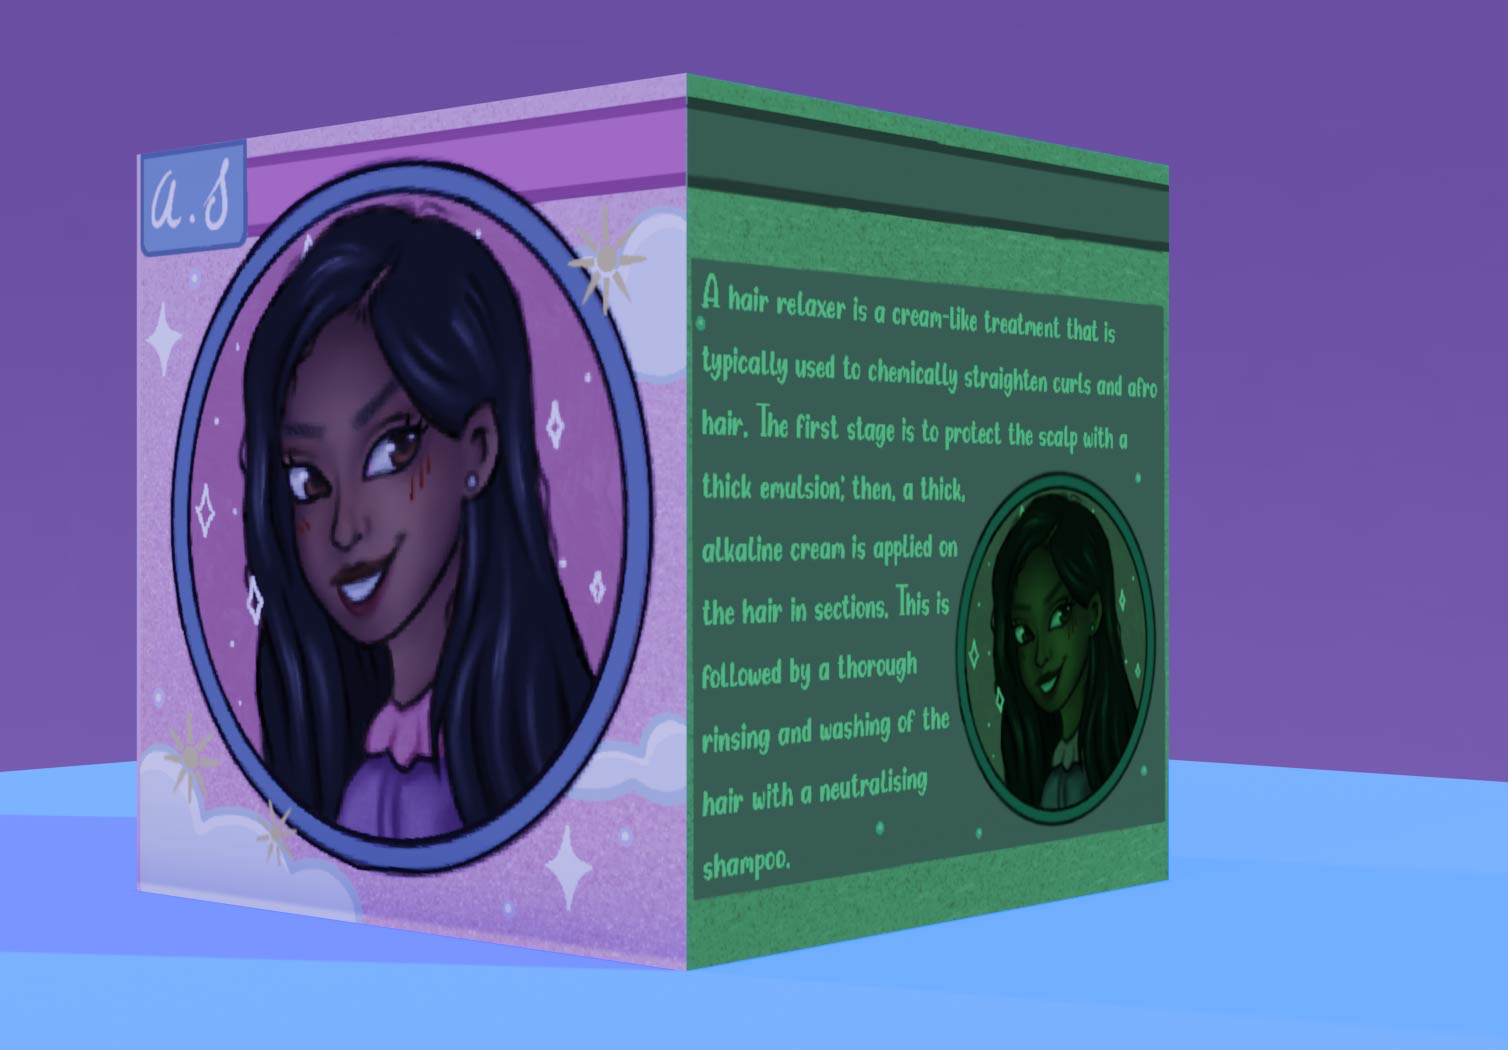 a.s
A hair relaxer is a cream-like treatment that is
typically used to chemically straighten curls and afro
hair. The first stage is to protect the scalp with a
thick emulsion; then, a thick,
alkaline cream is applied on
the hair in sections. This is
followed by a thorough
rinsing and washing of the
hair with a neutralising
shampoo.